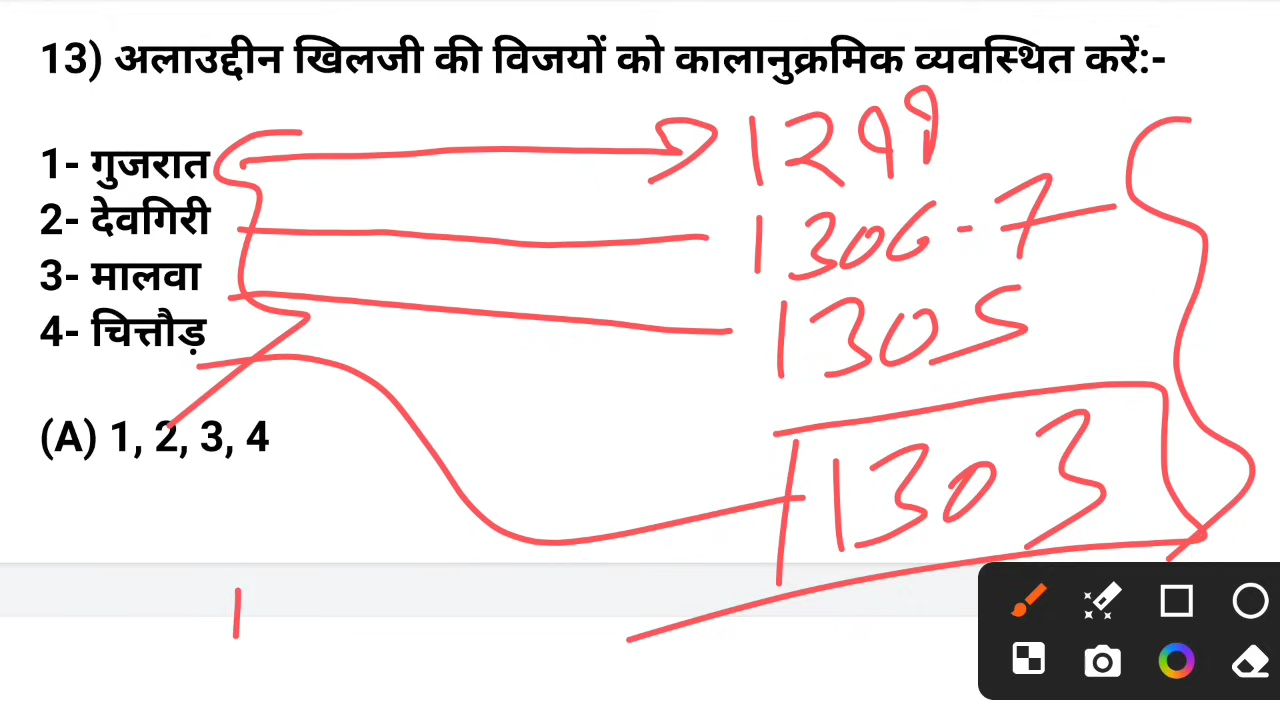 13) अलाउद्दीन खिलजी की विजयों को कालानुक्रमिक व्यवस्थित करें:-
1- गुजरात 1299
2- देवगिरी 1306-7
3- मालवा 1305
4- चित्तौड़ 1303
(A) 1, 2, 3, 4
1